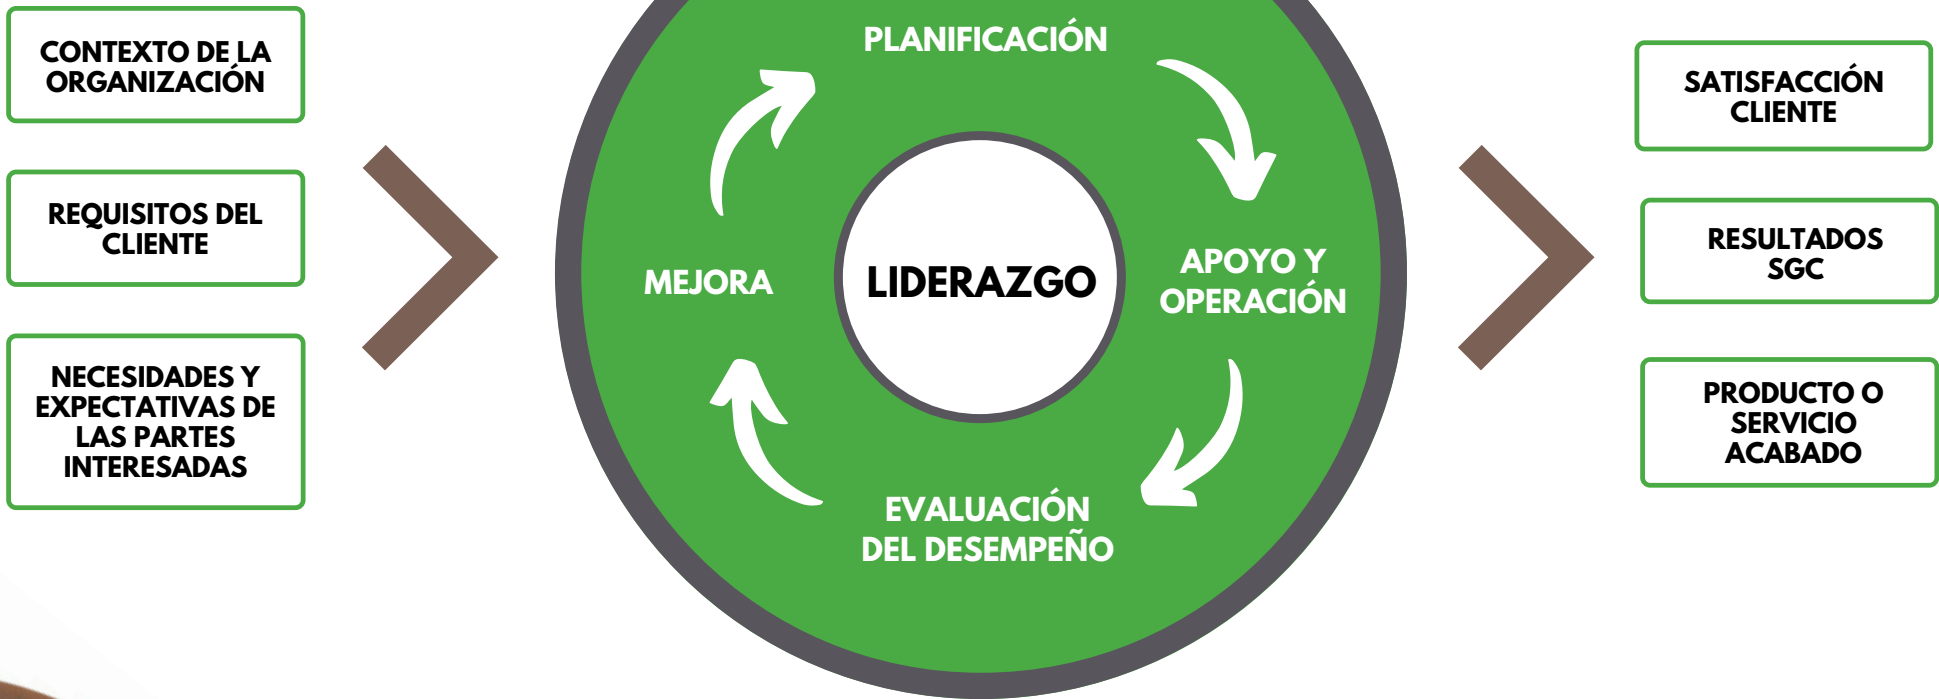 CONTEXTO DE LA
ORGANIZACIÓN
REQUISITOS DEL
CLIENTE
NECESIDADES Y
EXPECTATIVAS DE
LAS PARTES
INTERESADAS
PLANIFICACIÓN
MEJORA
LIDERAZGO
APOYO Y
OPERACIÓN
EVALUACIÓN
DEL DESEMPEÑO
SATISFACCIÓN
CLIENTE
RESULTADOS
SGC
PRODUCTO O
SERVICIO
ACABADO